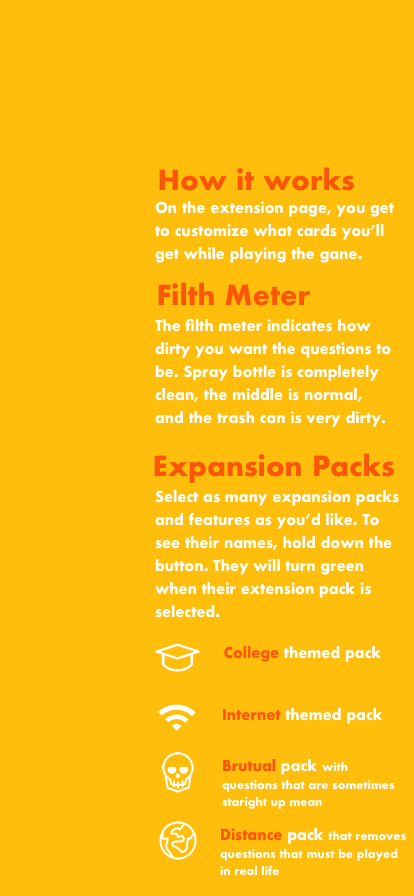 How it works
On the extension page, you get
to customize what cards you’ll
get while playing the gane.
Filth Meter
The filth meter indicates how
dirty you want the questions to
be. Spray bottle is completely
clean, the middle is normal,
and the trash can is very dirty.
Expansion Packs
Select as many expansion packs
and features as you’d like. To
see their names, hold down the
button. They will turn green
when their extension pack is
selected.
College themed pack
Internet themed pack
Brutual pack with
questions that are sometimes
staright up mean
Distance pack that removes
questions that must be played
in real life